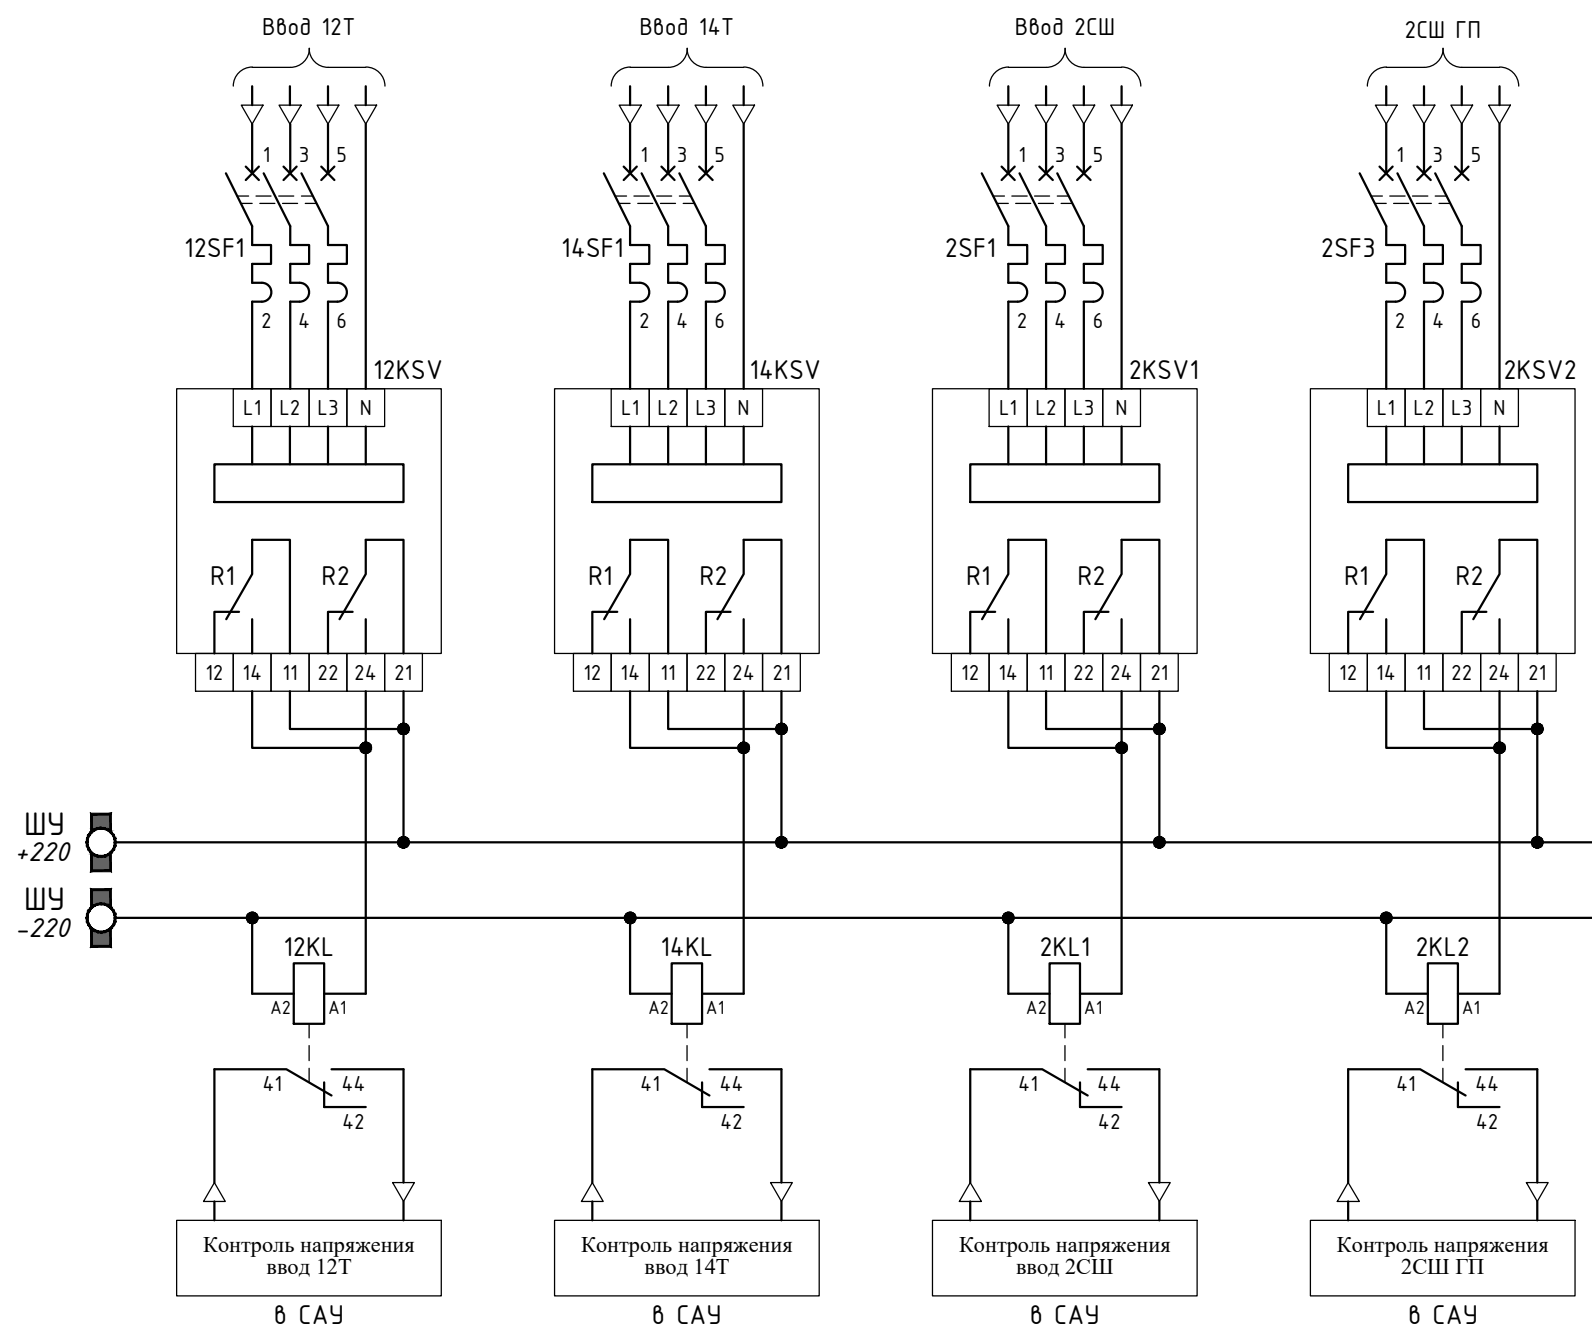 Ввод 12Т Ввод 14Т Ввод 2СШ 2СШ ГП
1 3 5 1 3 5 1 3 5 1 3 5
12SF1 14SF1 2SF1 2SF3
2 4 6 2 4 6 2 4 6 2 4 6
12KSV 14KSV 2KSV1 2KSV2
L1 L2 L3 N L1 L2 L3 N L1 L2 L3 N L1 L2 L3 N
R1 R2 R1 R2 R1 R2 R1 R2
12 14 11 22 24 21 12 14 11 22 24 21 12 14 11 22 24 21 12 14 11 22 24 21
ШУ
+220
ШУ
-220
12KL 14KL 2KL1 2KL2
A2 A1 A2 A1 A2 A1 A2 A1
41 44 41 44 41 44 41 44
42 42 42 42
Контроль напряжения Контроль напряжения Контроль напряжения Контроль напряжения
ввод 12Т ввод 14Т ввод 2СШ 2СШ ГП
в САУ в САУ в САУ в САУ